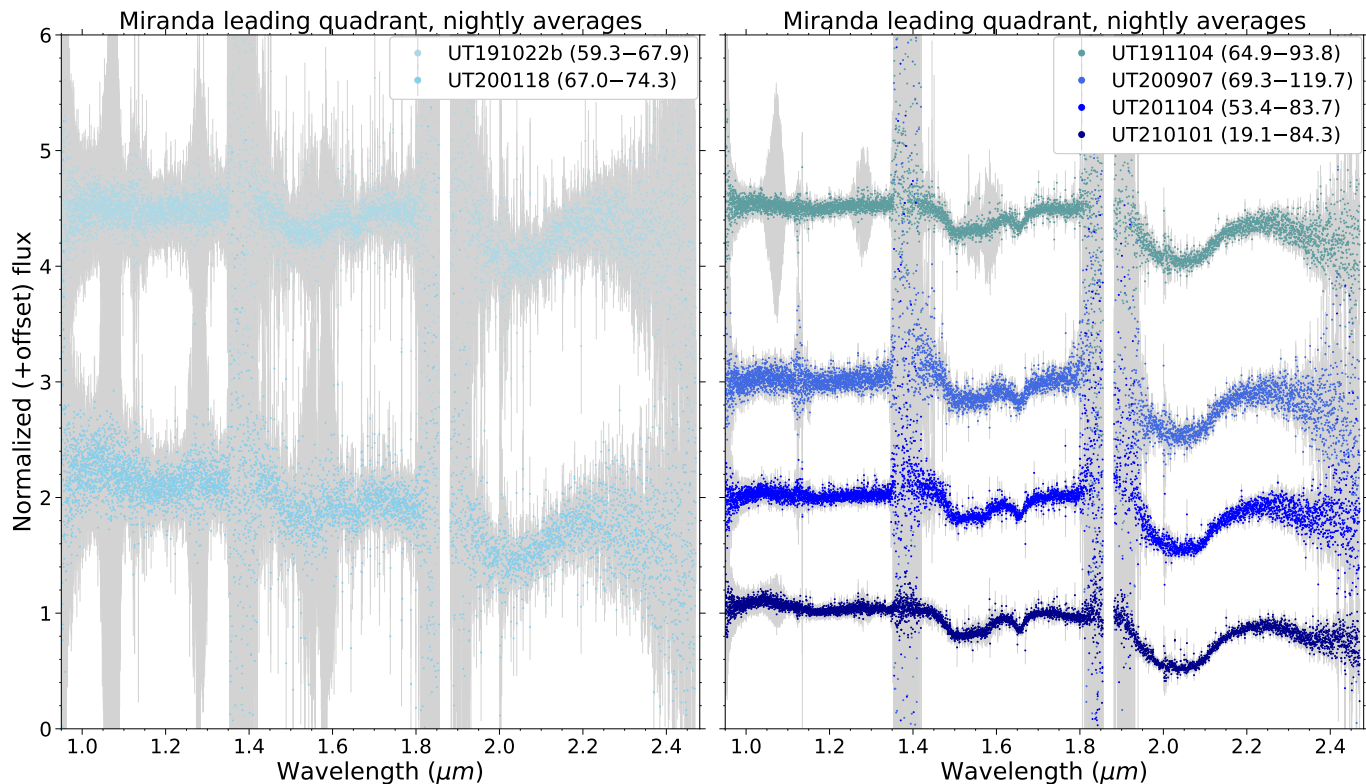 Miranda leading quadrant, nightly averages
UT191022b (59.3−67.9)
UT200118 (67.0−74.3)
6
5
4
3
2
1
0
Normalized (+offset) flux
1.0 1.2 1.4 1.6 1.8 2.0 2.2 2.4
Wavelength (μm)
Miranda leading quadrant, nightly averages
UT191104 (64.9−93.8)
UT200907 (69.3−119.7)
UT201104 (53.4−83.7)
UT210101 (19.1−84.3)
1.0 1.2 1.4 1.6 1.8 2.0 2.2 2.4
Wavelength (μm)